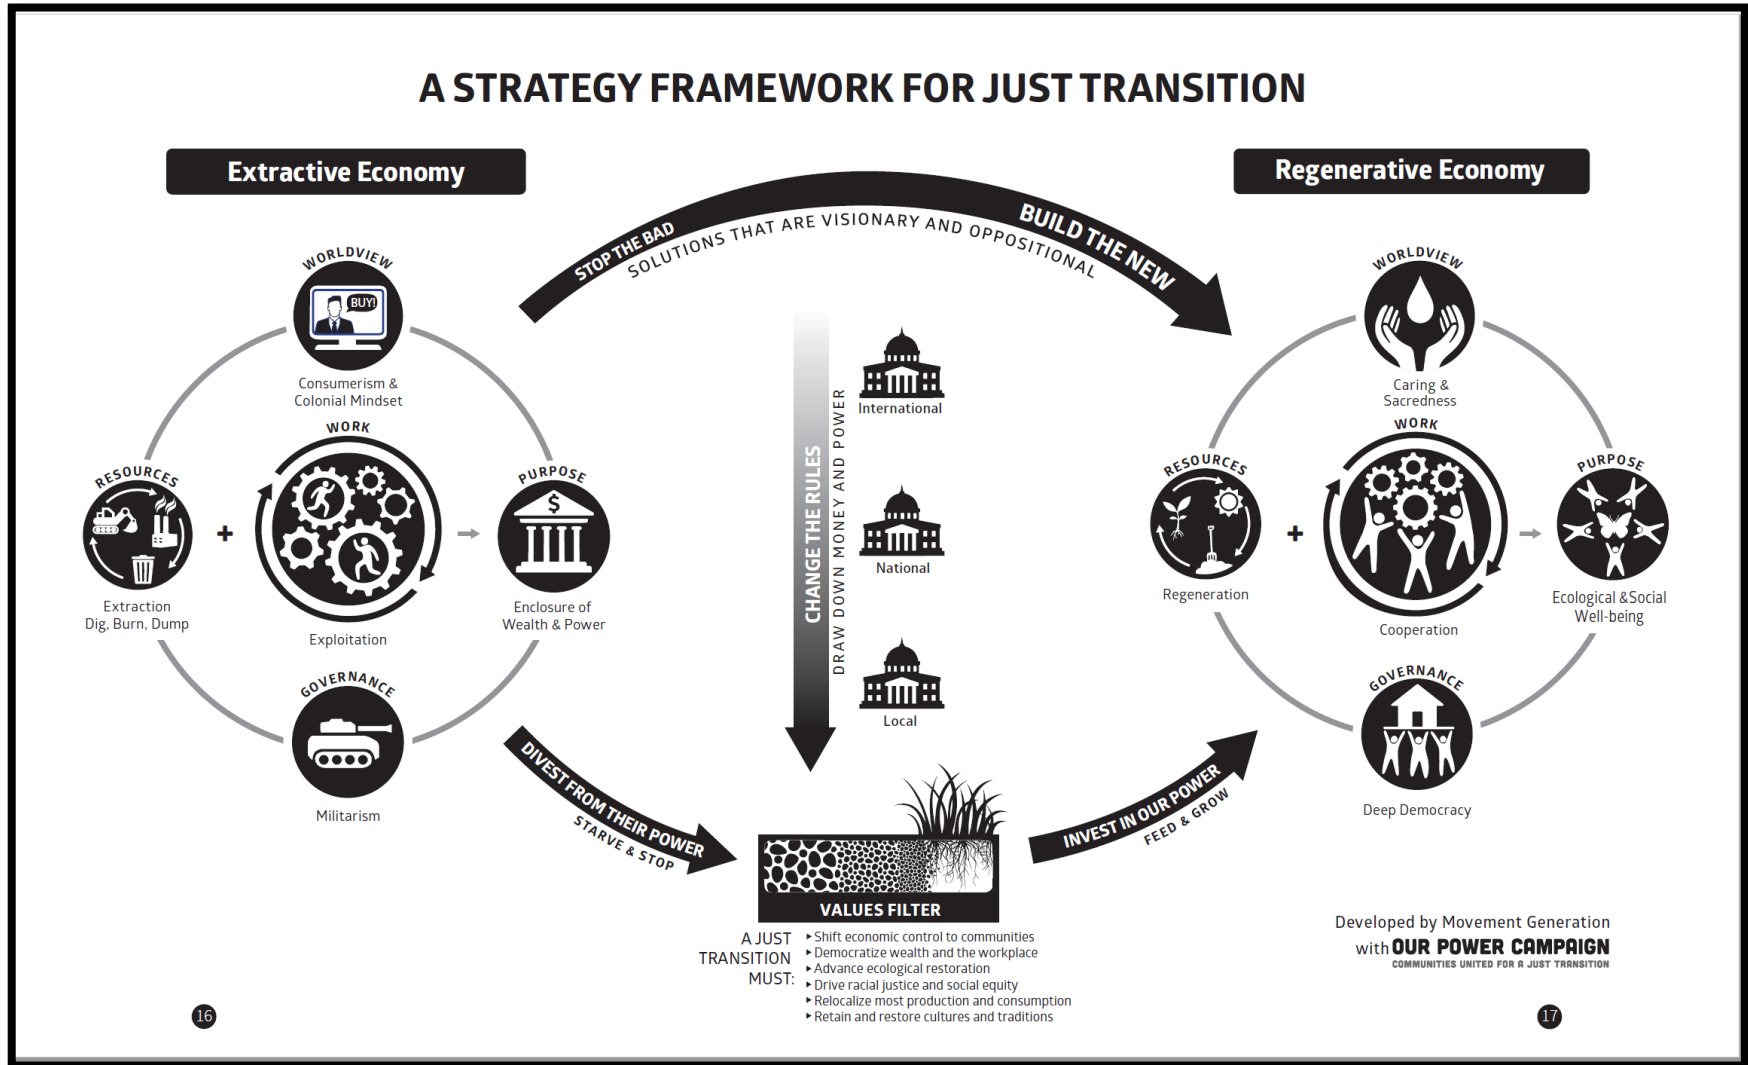 A STRATEGY FRAMEWORK FOR JUST TRANSITION
Extractive Economy
WORLDVIEW
BUY!
Consumerism &
Colonial Mindset
RESOURCES
Extraction
Dig, Burn, Dump
+
WORK
Exploitation
PURPOSE
$
Enclosure of
Wealth & Power
GOVERNANCE
Militarism
STOP THE BAD
BUILD THE NEW
SOLUTIONS THAT ARE VISIONARY AND OPPOSITIONAL
CHANGE THE RULES
DRAW DOWN MONEY AND POWER
International
National
Local
DIVEST FROM THEIR POWER
STARVE & STOP
VALUES FILTER
INVEST IN OUR POWER
FEED & GROW
A JUST
TRANSITION
MUST:
Shift economic control to communities
Democratize wealth and the workplace
Advance ecological restoration
Drive racial justice and social equity
Relocalize most production and consumption
Retain and restore cultures and traditions
Regenerative Economy
WORLDVIEW
Caring &
Sacredness
RESOURCES
Regeneration
+
WORK
Cooperation
PURPOSE
Ecological &Social
Well-being
GOVERNANCE
Deep Democracy
Developed by Movement Generation
with OUR POWER CAMPAIGN
COMMUNITIES UNITED FOR A JUST TRANSITION
16
17